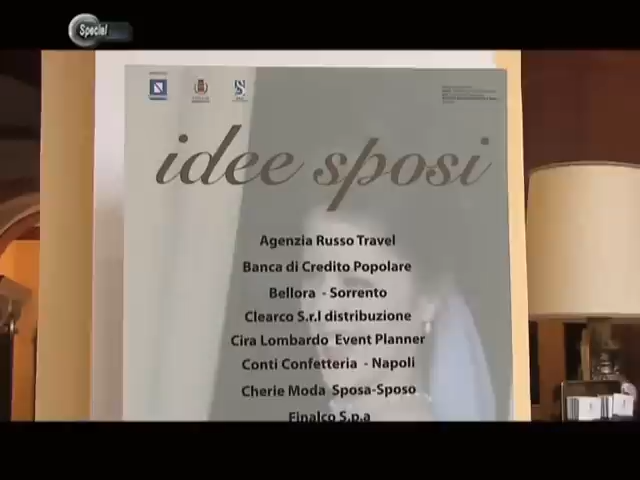 Special
idee sposi
Agenzia Russo Travel
Banca di Credito Popolare
Bellora - Sorrento
Clearco S.r.l distribuzione
Cira Lombardo Event Planner
Conti Confetteria - Napoli
Cherie Moda Sposa-Sposo
Finalco S.p.a